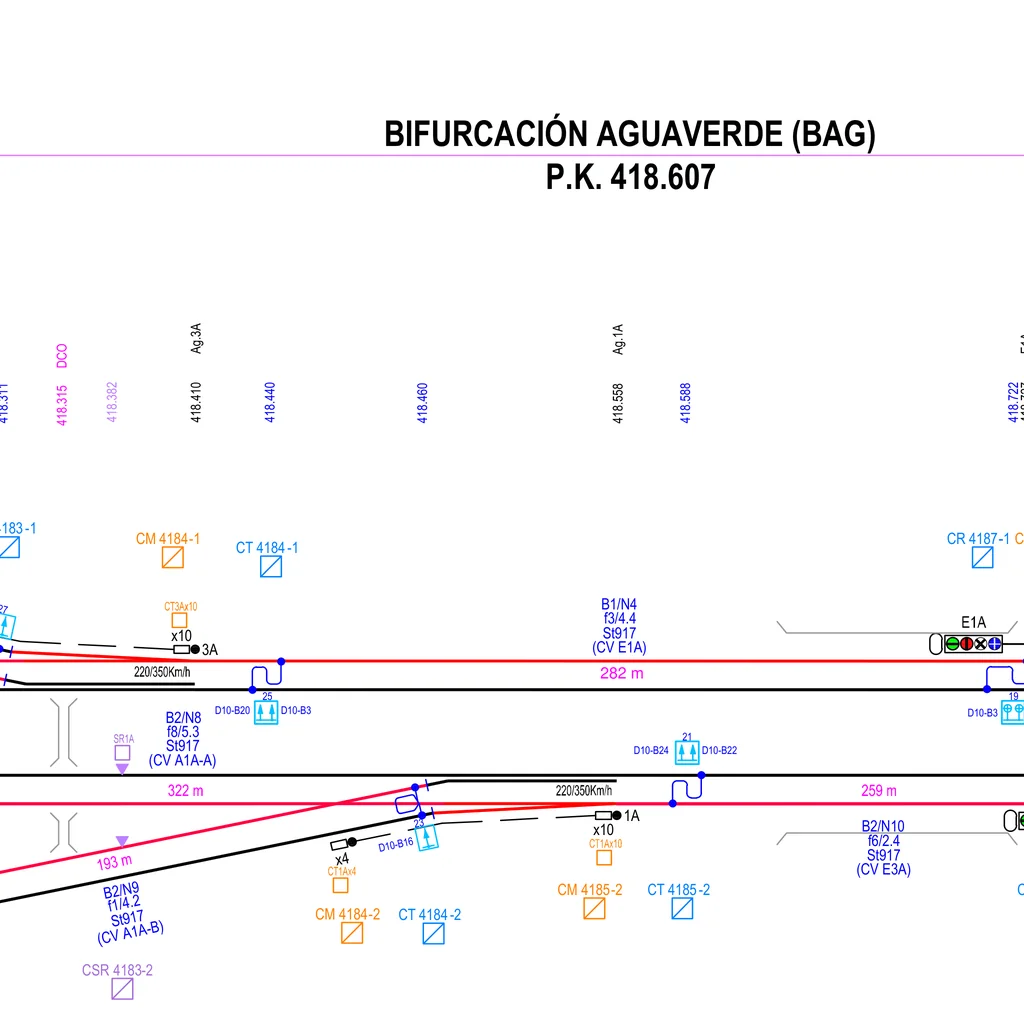 BIFURCACIÓN AGUAVERDE (BAG)
P.K. 418.607
Ag.3A
Ag.1A
DCO
418.311
418.315
418.382
418.410
418.440
418.460
418.558
418.588
418.722
4183-1
CM 4184-1
CT 4184-1
CR 4187-1
C
27
CT3Ax10
x10
3A
B1/N4
f3/4.4
St917
(CV E1A)
E1A
282 m
220/350Km/h
25
D10-B20
D10-B3
19
D10-B3
B2/N8
f8/5.3
St917
(CV A1A-A)
SR1A
21
D10-B24
D10-B22
322 m
220/350Km/h
259 m
23
D10-B16
1A
x10
CT1Ax10
B2/N10
f6/2.4
St917
(CV E3A)
193 m
x4
CT1Ax4
B2/N9
f1/4.2
St917
(CV A1A-B)
CM 4185-2
CT 4185-2
CM 4184-2
CT 4184-2
C
CSR 4183-2